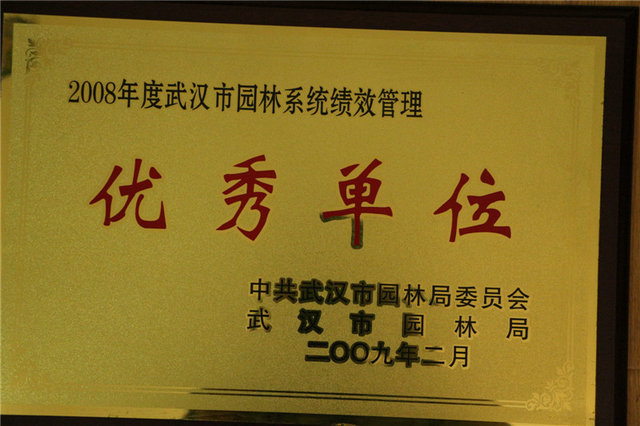 2008年度武汉市园林系统绩效管理
优秀单位
中共武汉市园林局委员会
武汉市园林局
二〇〇九年二月